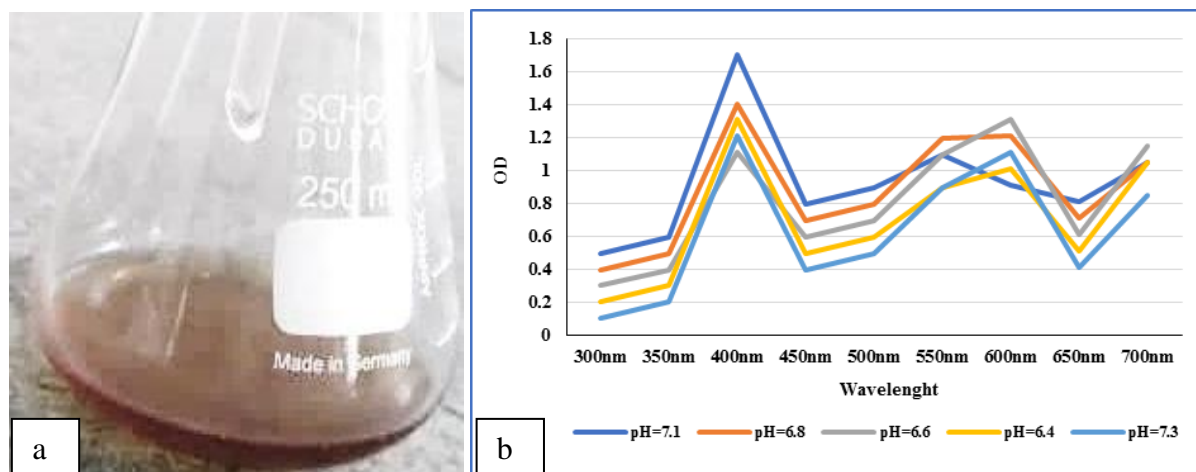 SCHO
DURA
250 m
Made in Germany
a
1.8
1.6
1.4
1.2
1
0.8
0.6
0.4
0.2
0
OD
300nm 350nm 400nm 450nm 500nm 550nm 600nm 650nm 700nm
Wavelenght
pH=7.1 pH=6.8 pH=6.6 pH=6.4 pH=7.3
b